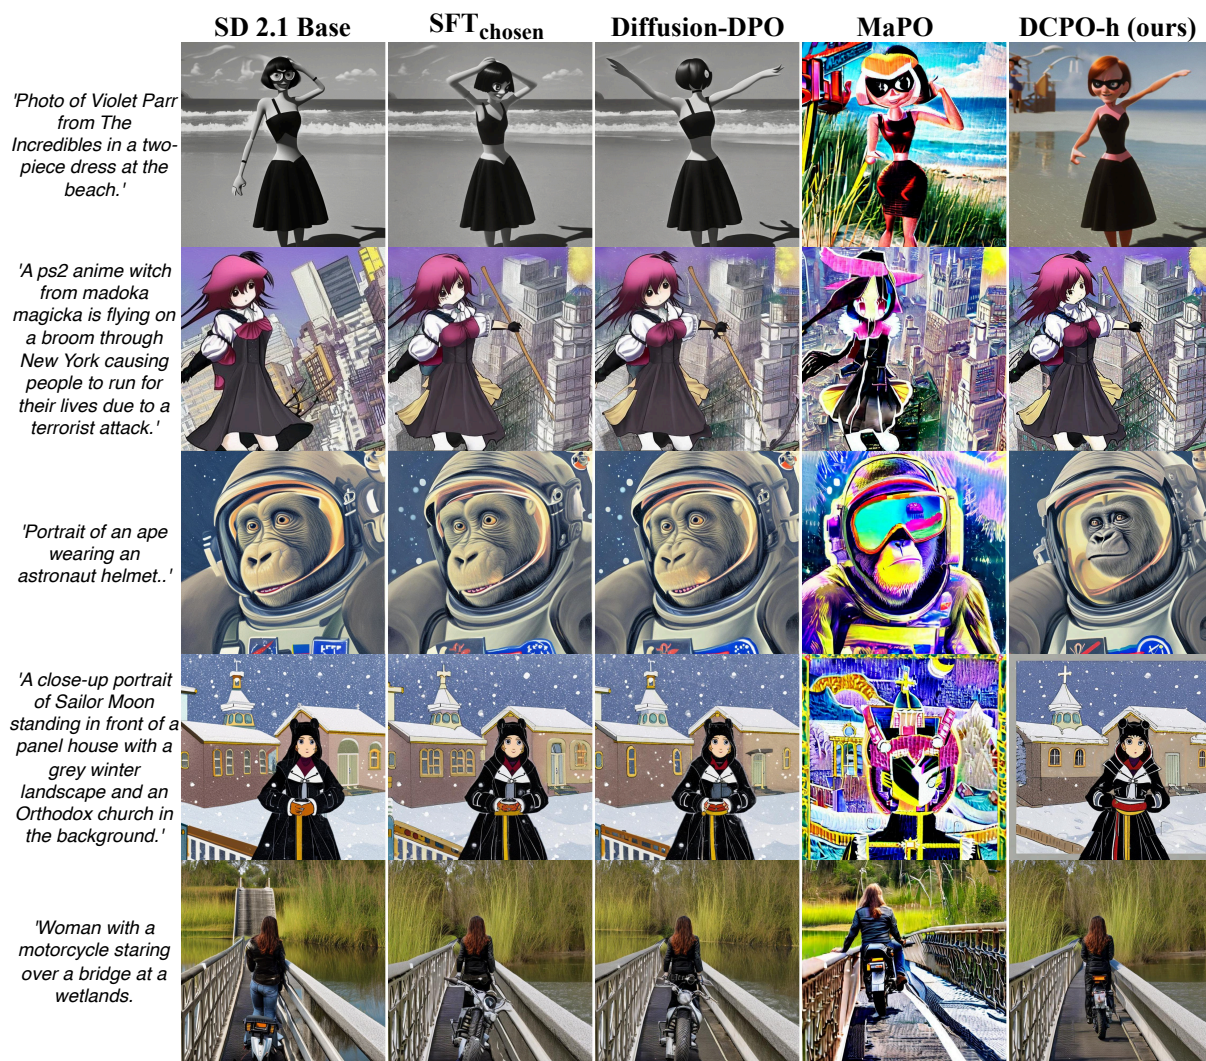 SD 2.1 Base
SFTchosen
Diffusion-DPO
MaPO
DCPO-h (ours)
'Photo of Violet Parr
from The
Incredibles in a two-
piece dress at the
beach.'
'A ps2 anime witch
from madoka
magicka is flying on
a broom through
New York causing
people to run for
their lives due to a
terrorist attack.'
'Portrait of an ape
wearing an
astronaut helmet..'
'A close-up portrait
of Sailor Moon
standing in front of a
panel house with a
grey winter
landscape and an
Orthodox church in
the background.'
'Woman with a
motorcycle staring
over a bridge at a
wetlands.